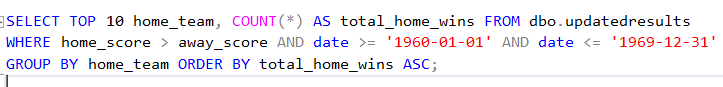 SELECT TOP 10 home_team, COUNT(*) AS total_home_wins FROM dbo.updatedresults
WHERE home_score > away_score AND date >= '1960-01-01' AND date <= '1969-12-31'
GROUP BY home_team ORDER BY total_home_wins ASC;